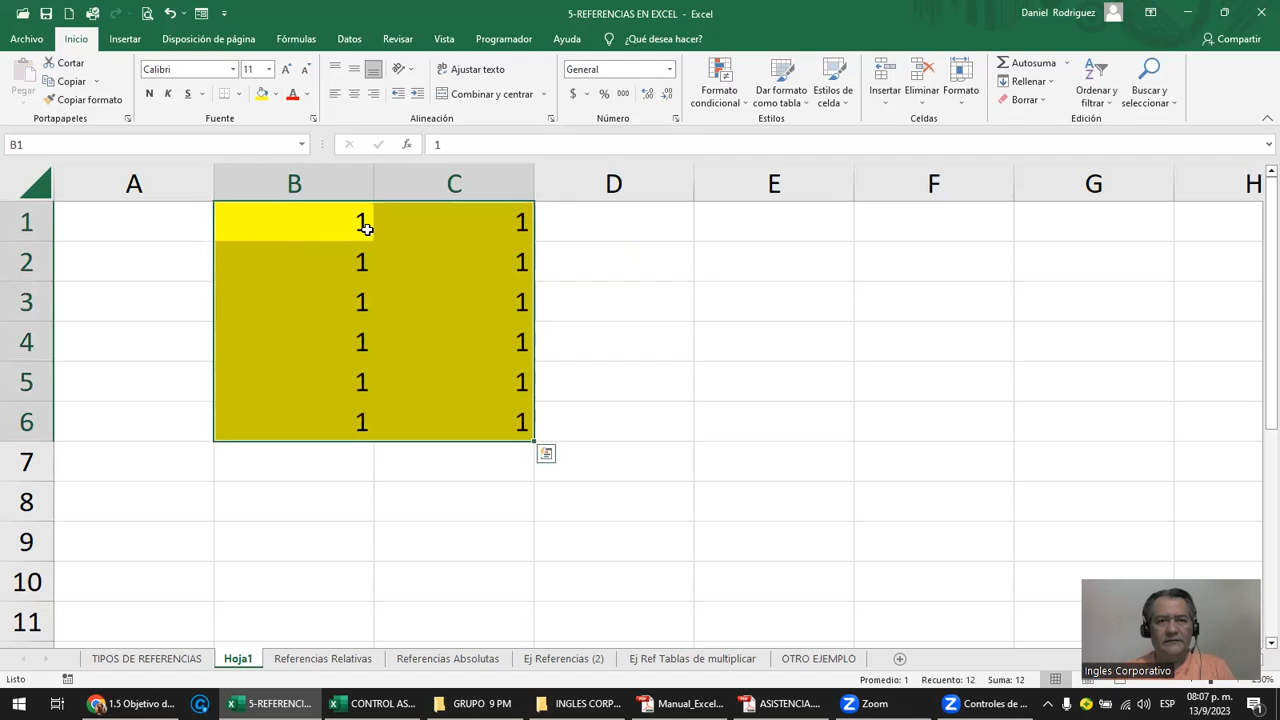 5-REFERENCIAS EN EXCEL - Excel
Daniel Rodriguez
Archivo Inicio Insertar Disposición de página Fórmulas Datos Revisar Vista Programador Ayuda ¿Qué desea hacer? Compartir
Pegar
Cortar
Copiar
Copiar formato
Portapapeles
Calibri 11
N K S
Fuente
Ajustar texto
Combinar y centrar
Alineación
General
$ % 000
Número
Formato condicional
Dar formato como tabla
Estilos de celda
Estilos
Insertar
Eliminar
Formato
Celdas
Autosuma
Rellenar
Borrar
Ordenar y filtrar
Buscar y seleccionar
Edición
B1 fx 1
A B C D E F G H
1 1 1
2 1 1
3 1 1
4 1 1
5 1 1
6 1 1
7
8
9
10
11
Ingles Corporativo
TIPOS DE REFERENCIAS Hoja1 Referencias Relativas Referencias Absolutas Ej Referencias (2) Ej Ref Tablas de multiplicar OTRO EJEMPLO
Listo Promedio: 1 Recuento: 12 Suma: 12
1.5 Objetivo d... 5-REFERENCI... CONTROL AS... GRUPO 9 PM INGLES CORP... Manual_Exce... ASISTENCIA.... Zoom Controles de ... ESP 08:07 p. m.
13/9/2023